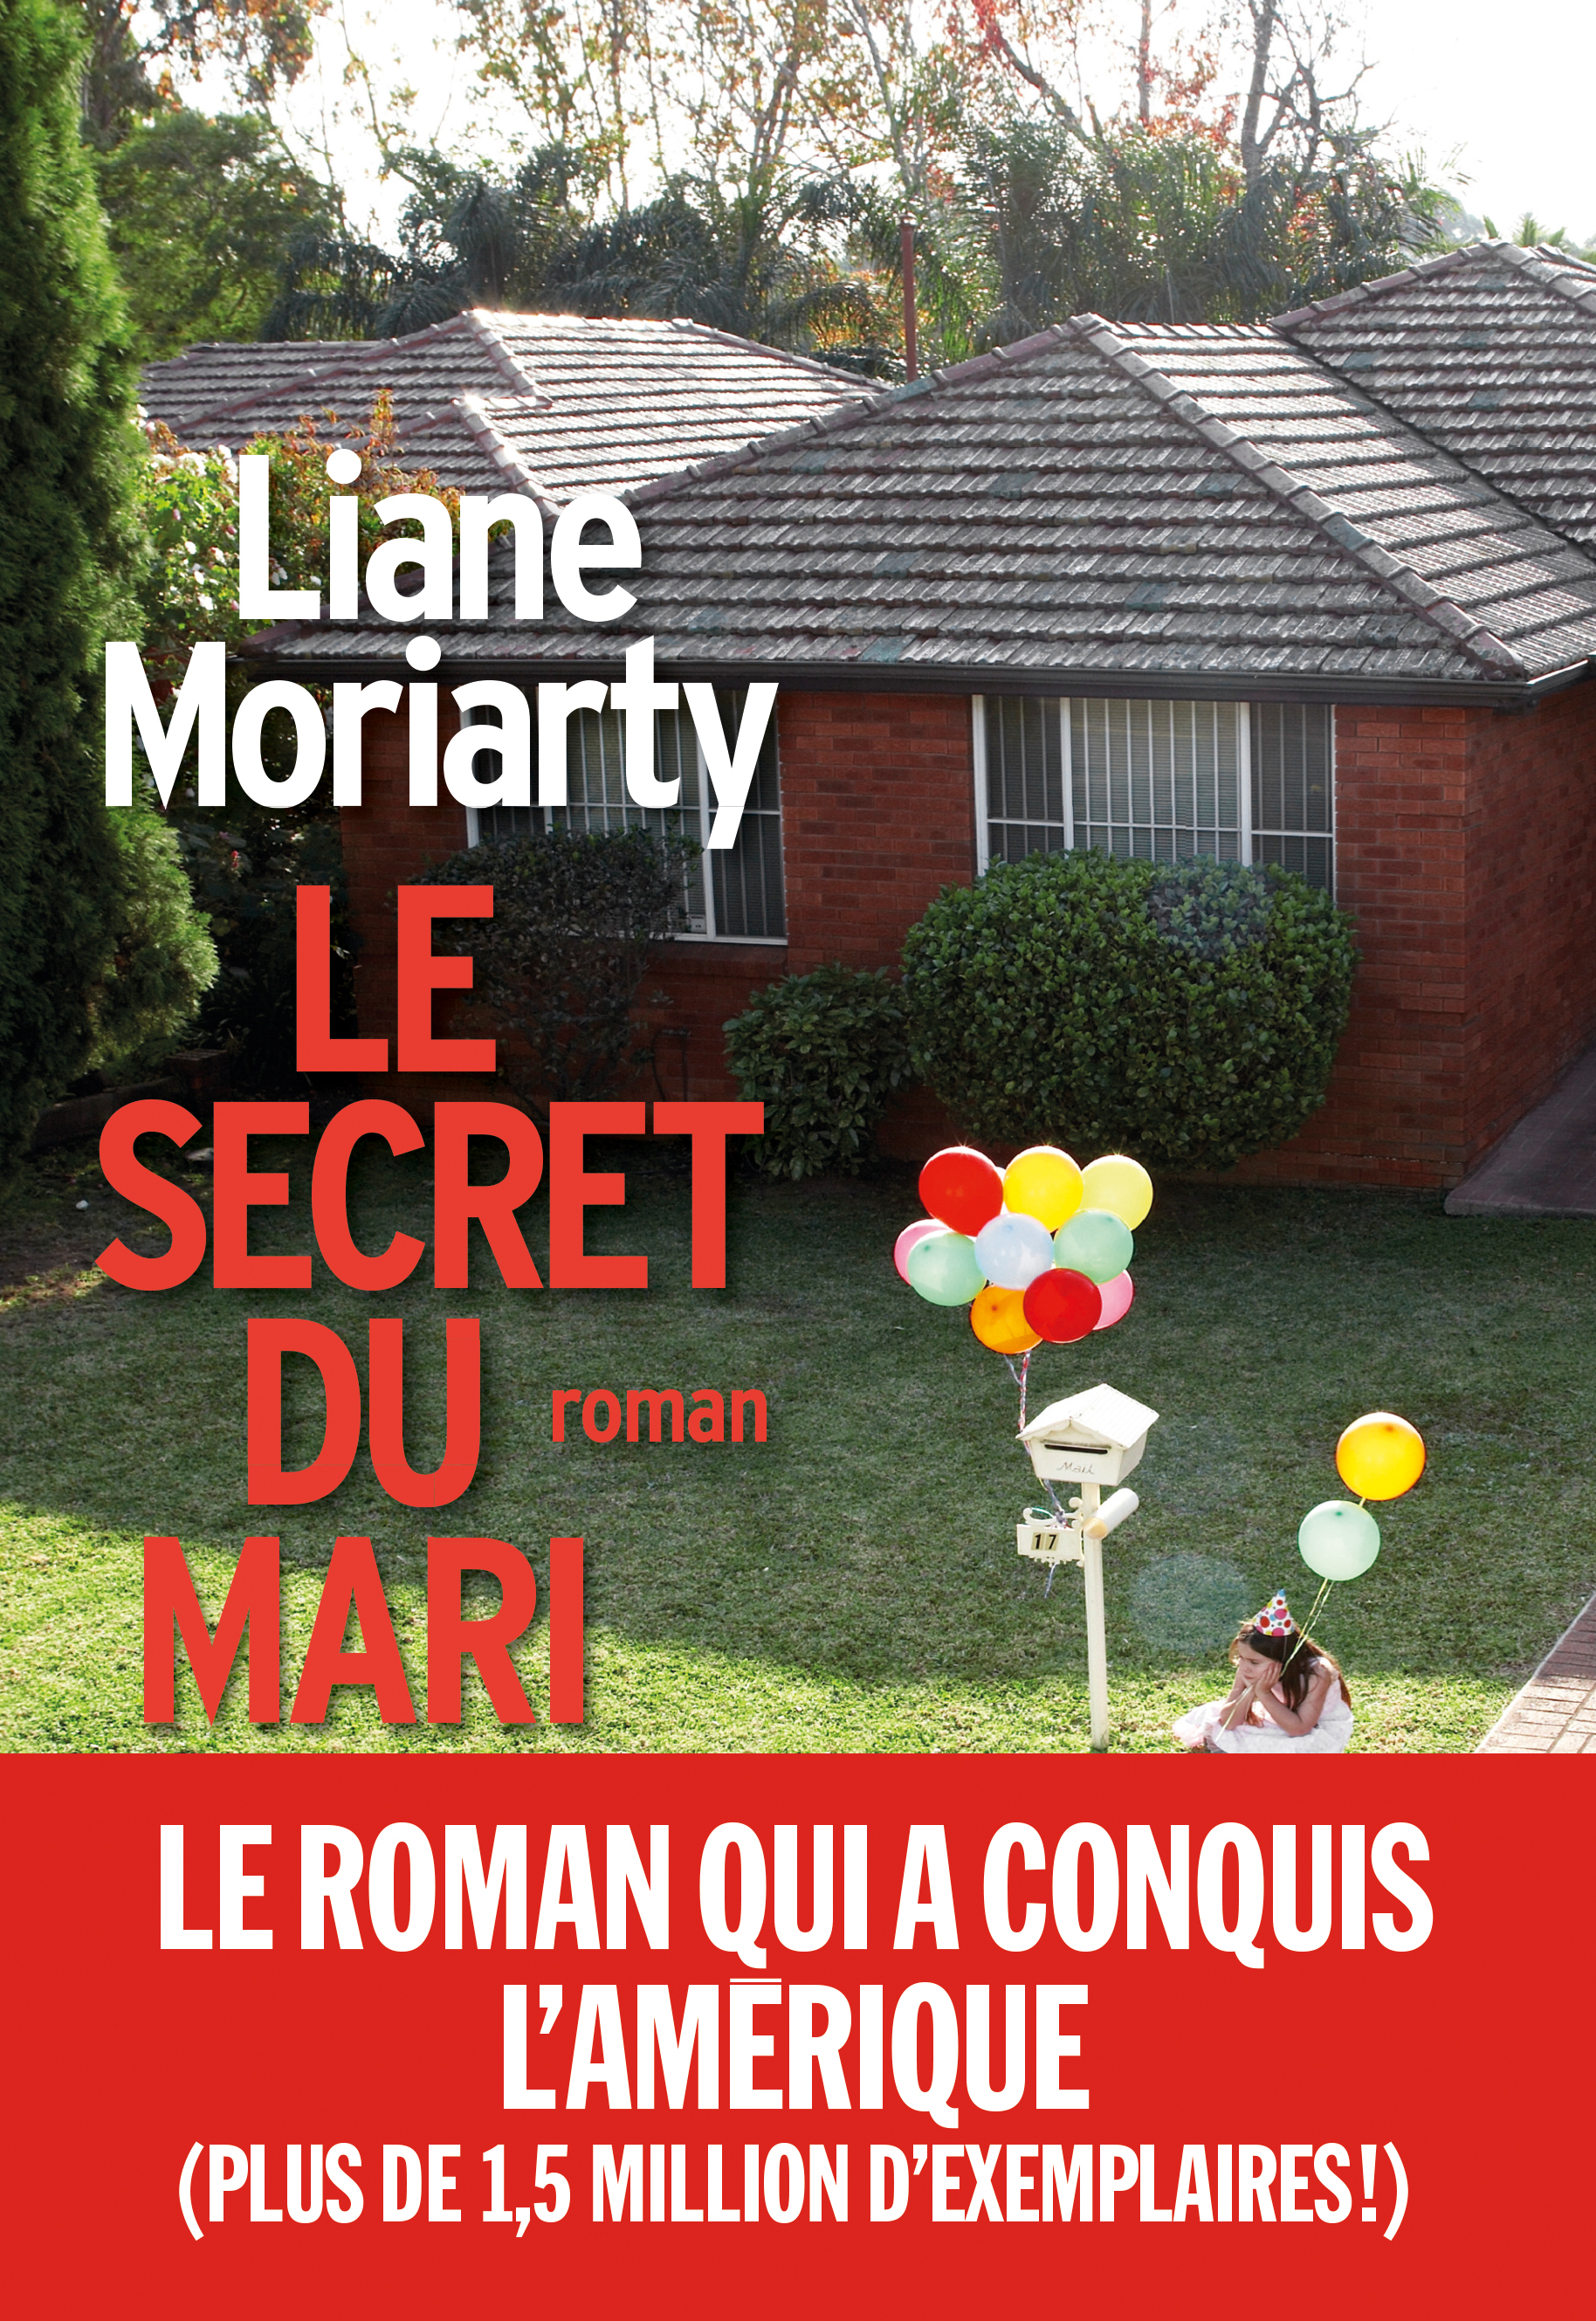 Liane
Moriarty
LE
SECRET
DU
roman
MARI
Mail
17
LE ROMAN QUI A CONQUIS
L’AMÉRIQUE
(PLUS DE 1,5 MILLION D’EXEMPLAIRES !)